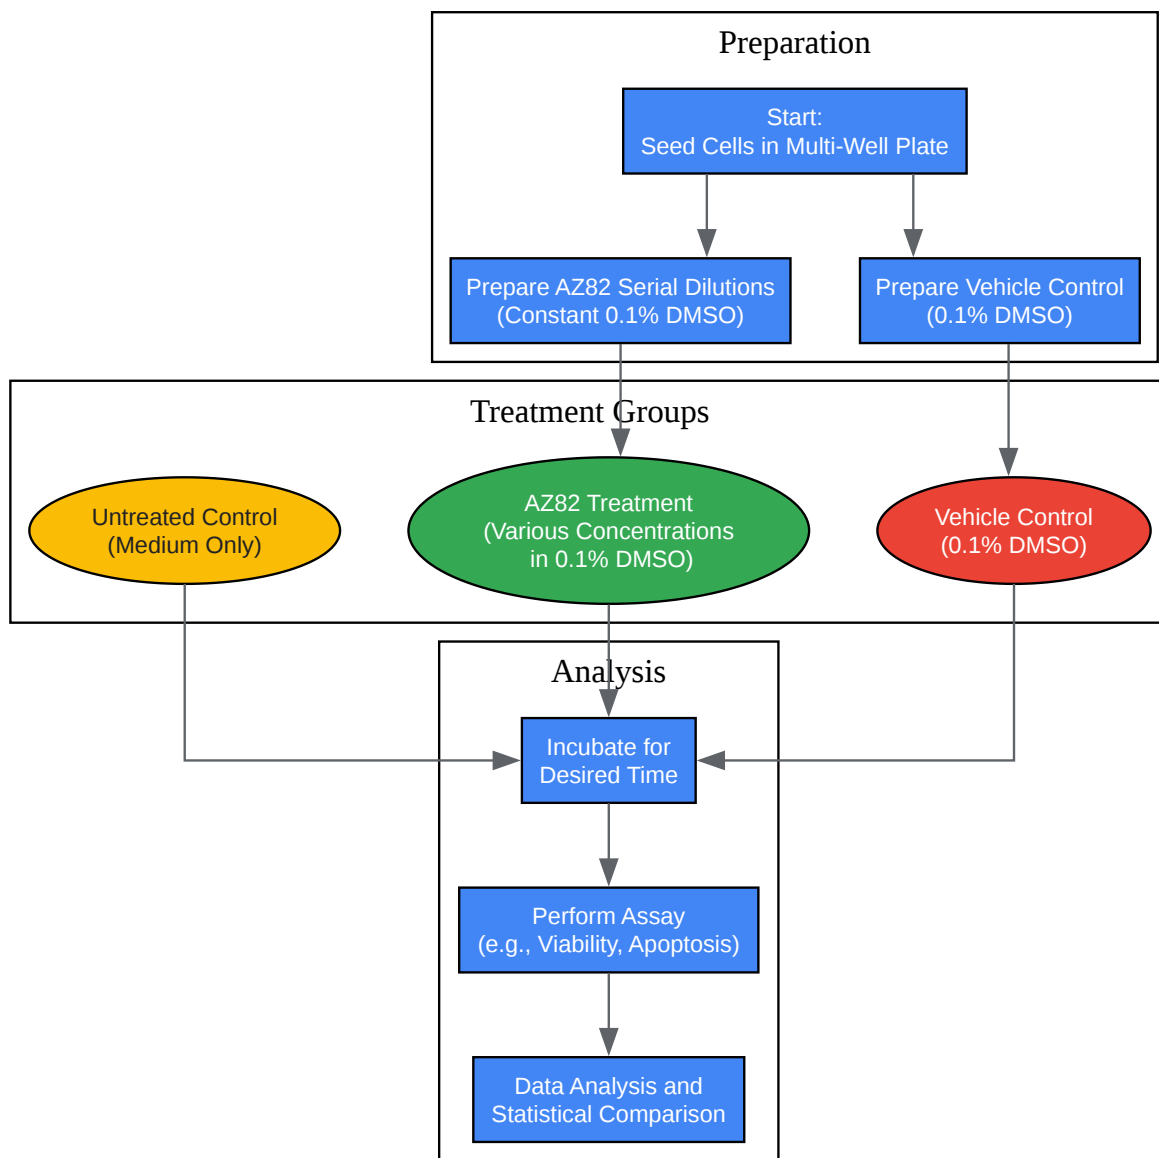 Preparation
Start:
Seed Cells in Multi-Well Plate
Prepare AZ82 Serial Dilutions
(Constant 0.1% DMSO)
Prepare Vehicle Control
(0.1% DMSO)
Treatment Groups
Untreated Control
(Medium Only)
AZ82 Treatment
(Various Concentrations
in 0.1% DMSO)
Vehicle Control
(0.1% DMSO)
Analysis
Incubate for
Desired Time
Perform Assay
(e.g., Viability, Apoptosis)
Data Analysis and
Statistical Comparison